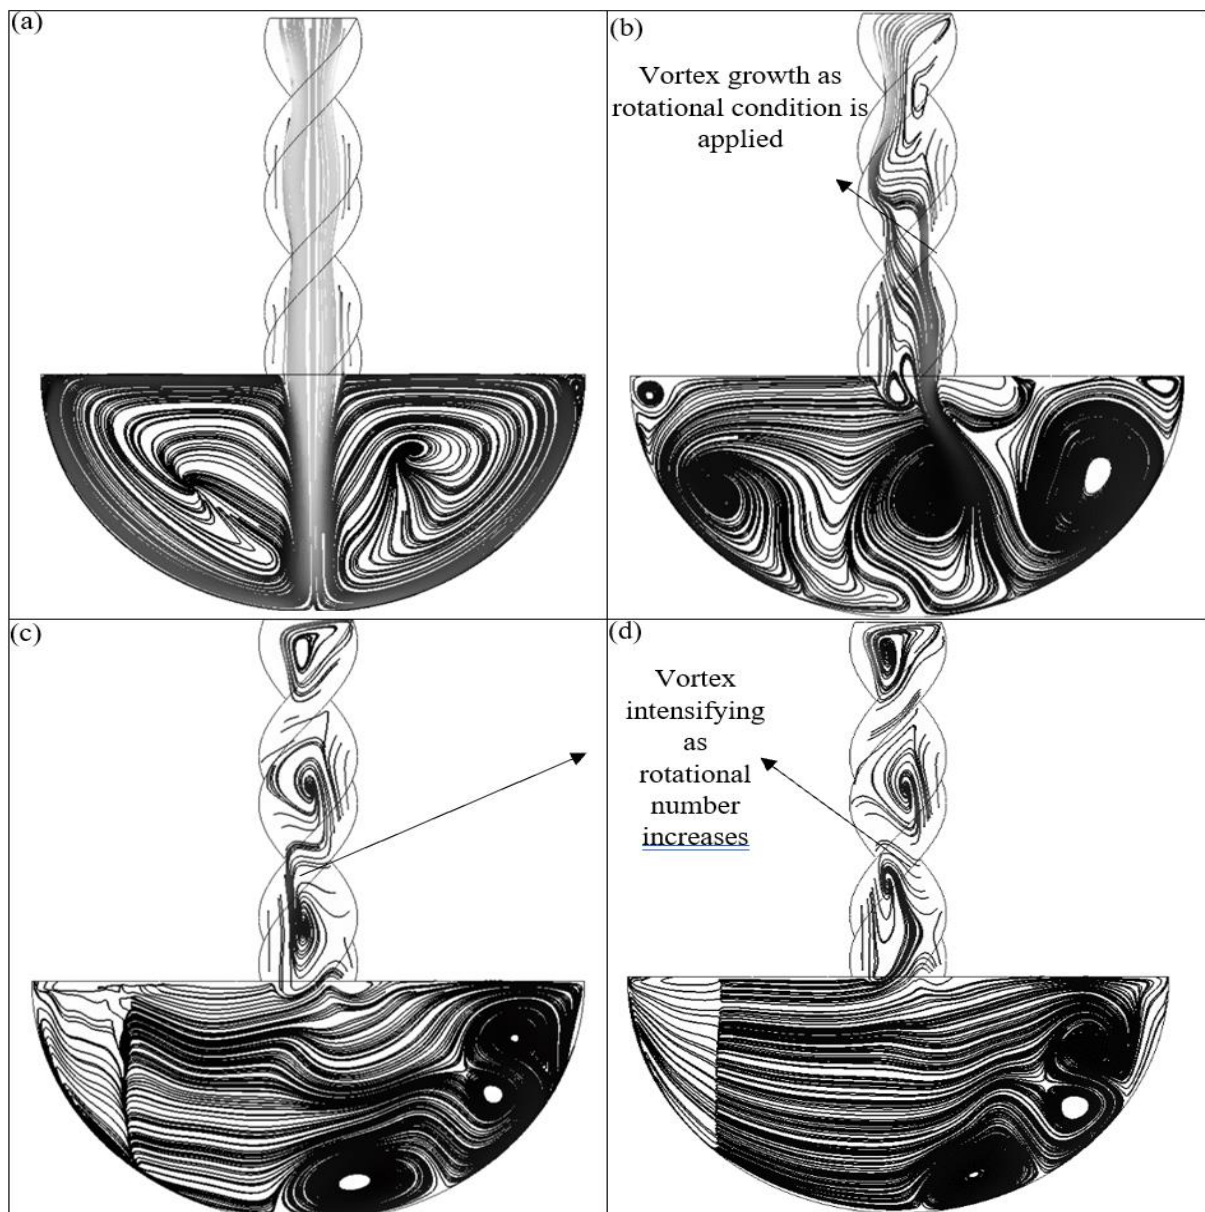 (a)
(b)
Vortex growth as
rotational condition is
applied
(c)
(d)
Vortex
intensifying
as
rotational
number
increases